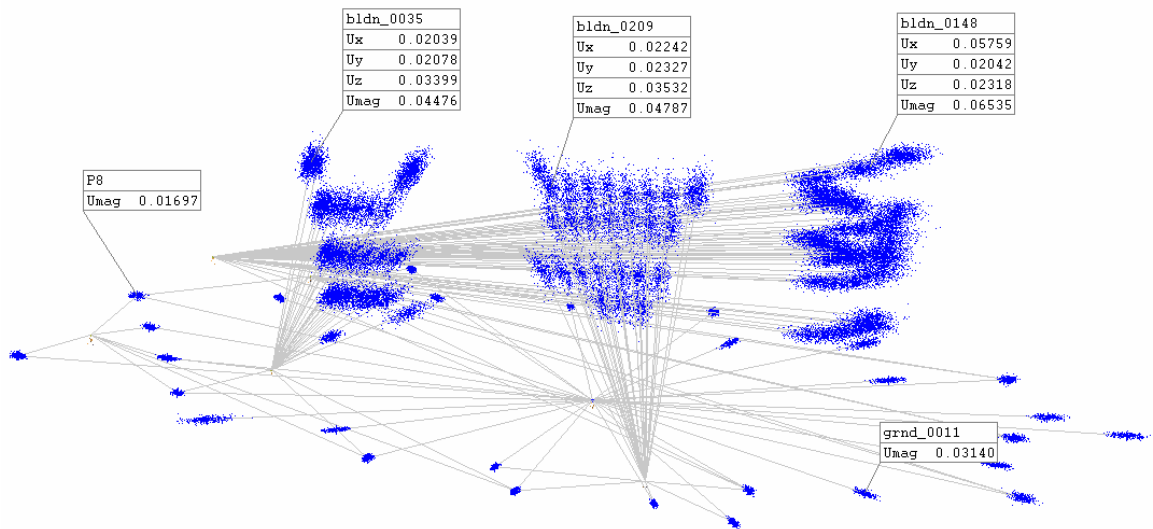 bldn_0035
Ux 0.02039
Uy 0.02078
Uz 0.03399
Umag 0.04476
bldn_0209
Ux 0.02242
Uy 0.02327
Uz 0.03532
Umag 0.04787
bldn_0148
Ux 0.05759
Uy 0.02042
Uz 0.02318
Umag 0.06535
P8
Umag 0.01697
grnd_0011
Umag 0.03140